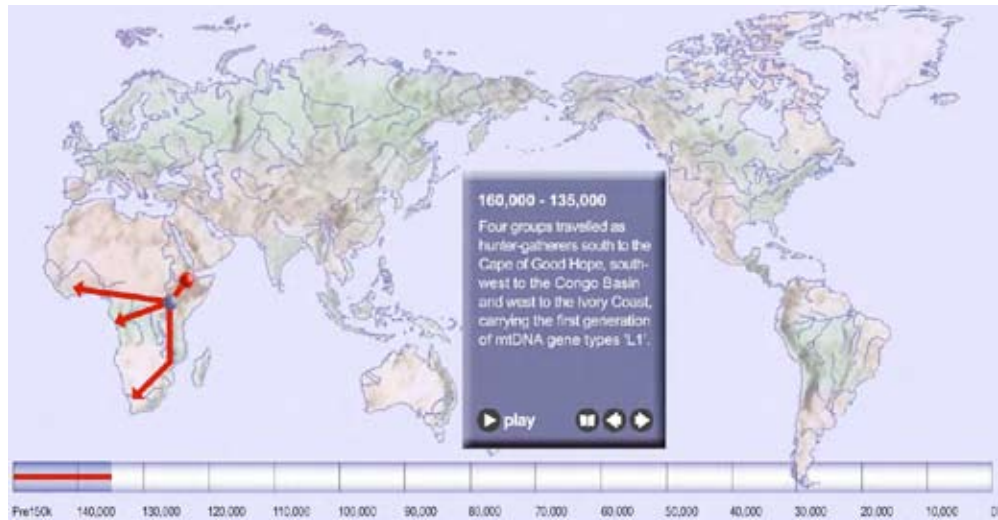 160,000 - 135,000
Four groups travelled as
hunter-gatherers south to the
Cape of Good Hope, south-
west to the Congo Basin
and west to the Ivory Coast,
carrying the first generation
of mtDNA gene types 'L1'.
play
Pre150k 140,000 130,000 120,000 110,000 100,000 90,000 80,000 70,000 60,000 50,000 40,000 30,000 20,000 10,000 0